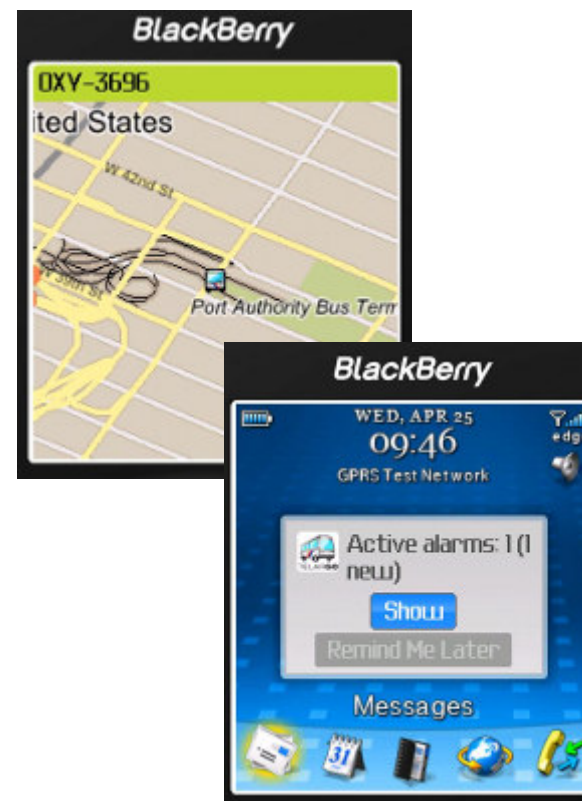 BlackBerry
OXY-3696
ited States
W 42nd St
W 39th St
Port Authority Bus Term
BlackBerry
WED, APR 25
09:46
edg
GPRS Test Network
Active alarms: 1 (1
new)
Show
Remind Me Later
Messages
31